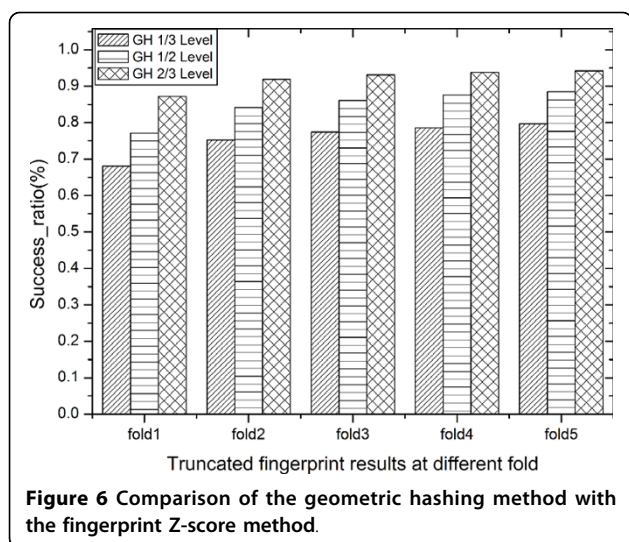 GH 1/3 Level
GH 1/2 Level
GH 2/3 Level
1.0
0.9
0.8
0.7
0.6
0.5
0.4
0.3
0.2
0.1
0.0
Success_ratio(%)
fold1 fold2 fold3 fold4 fold5
Truncated fingerprint results at different fold
Figure 6 Comparison of the geometric hashing method with
the fingerprint Z-score method.